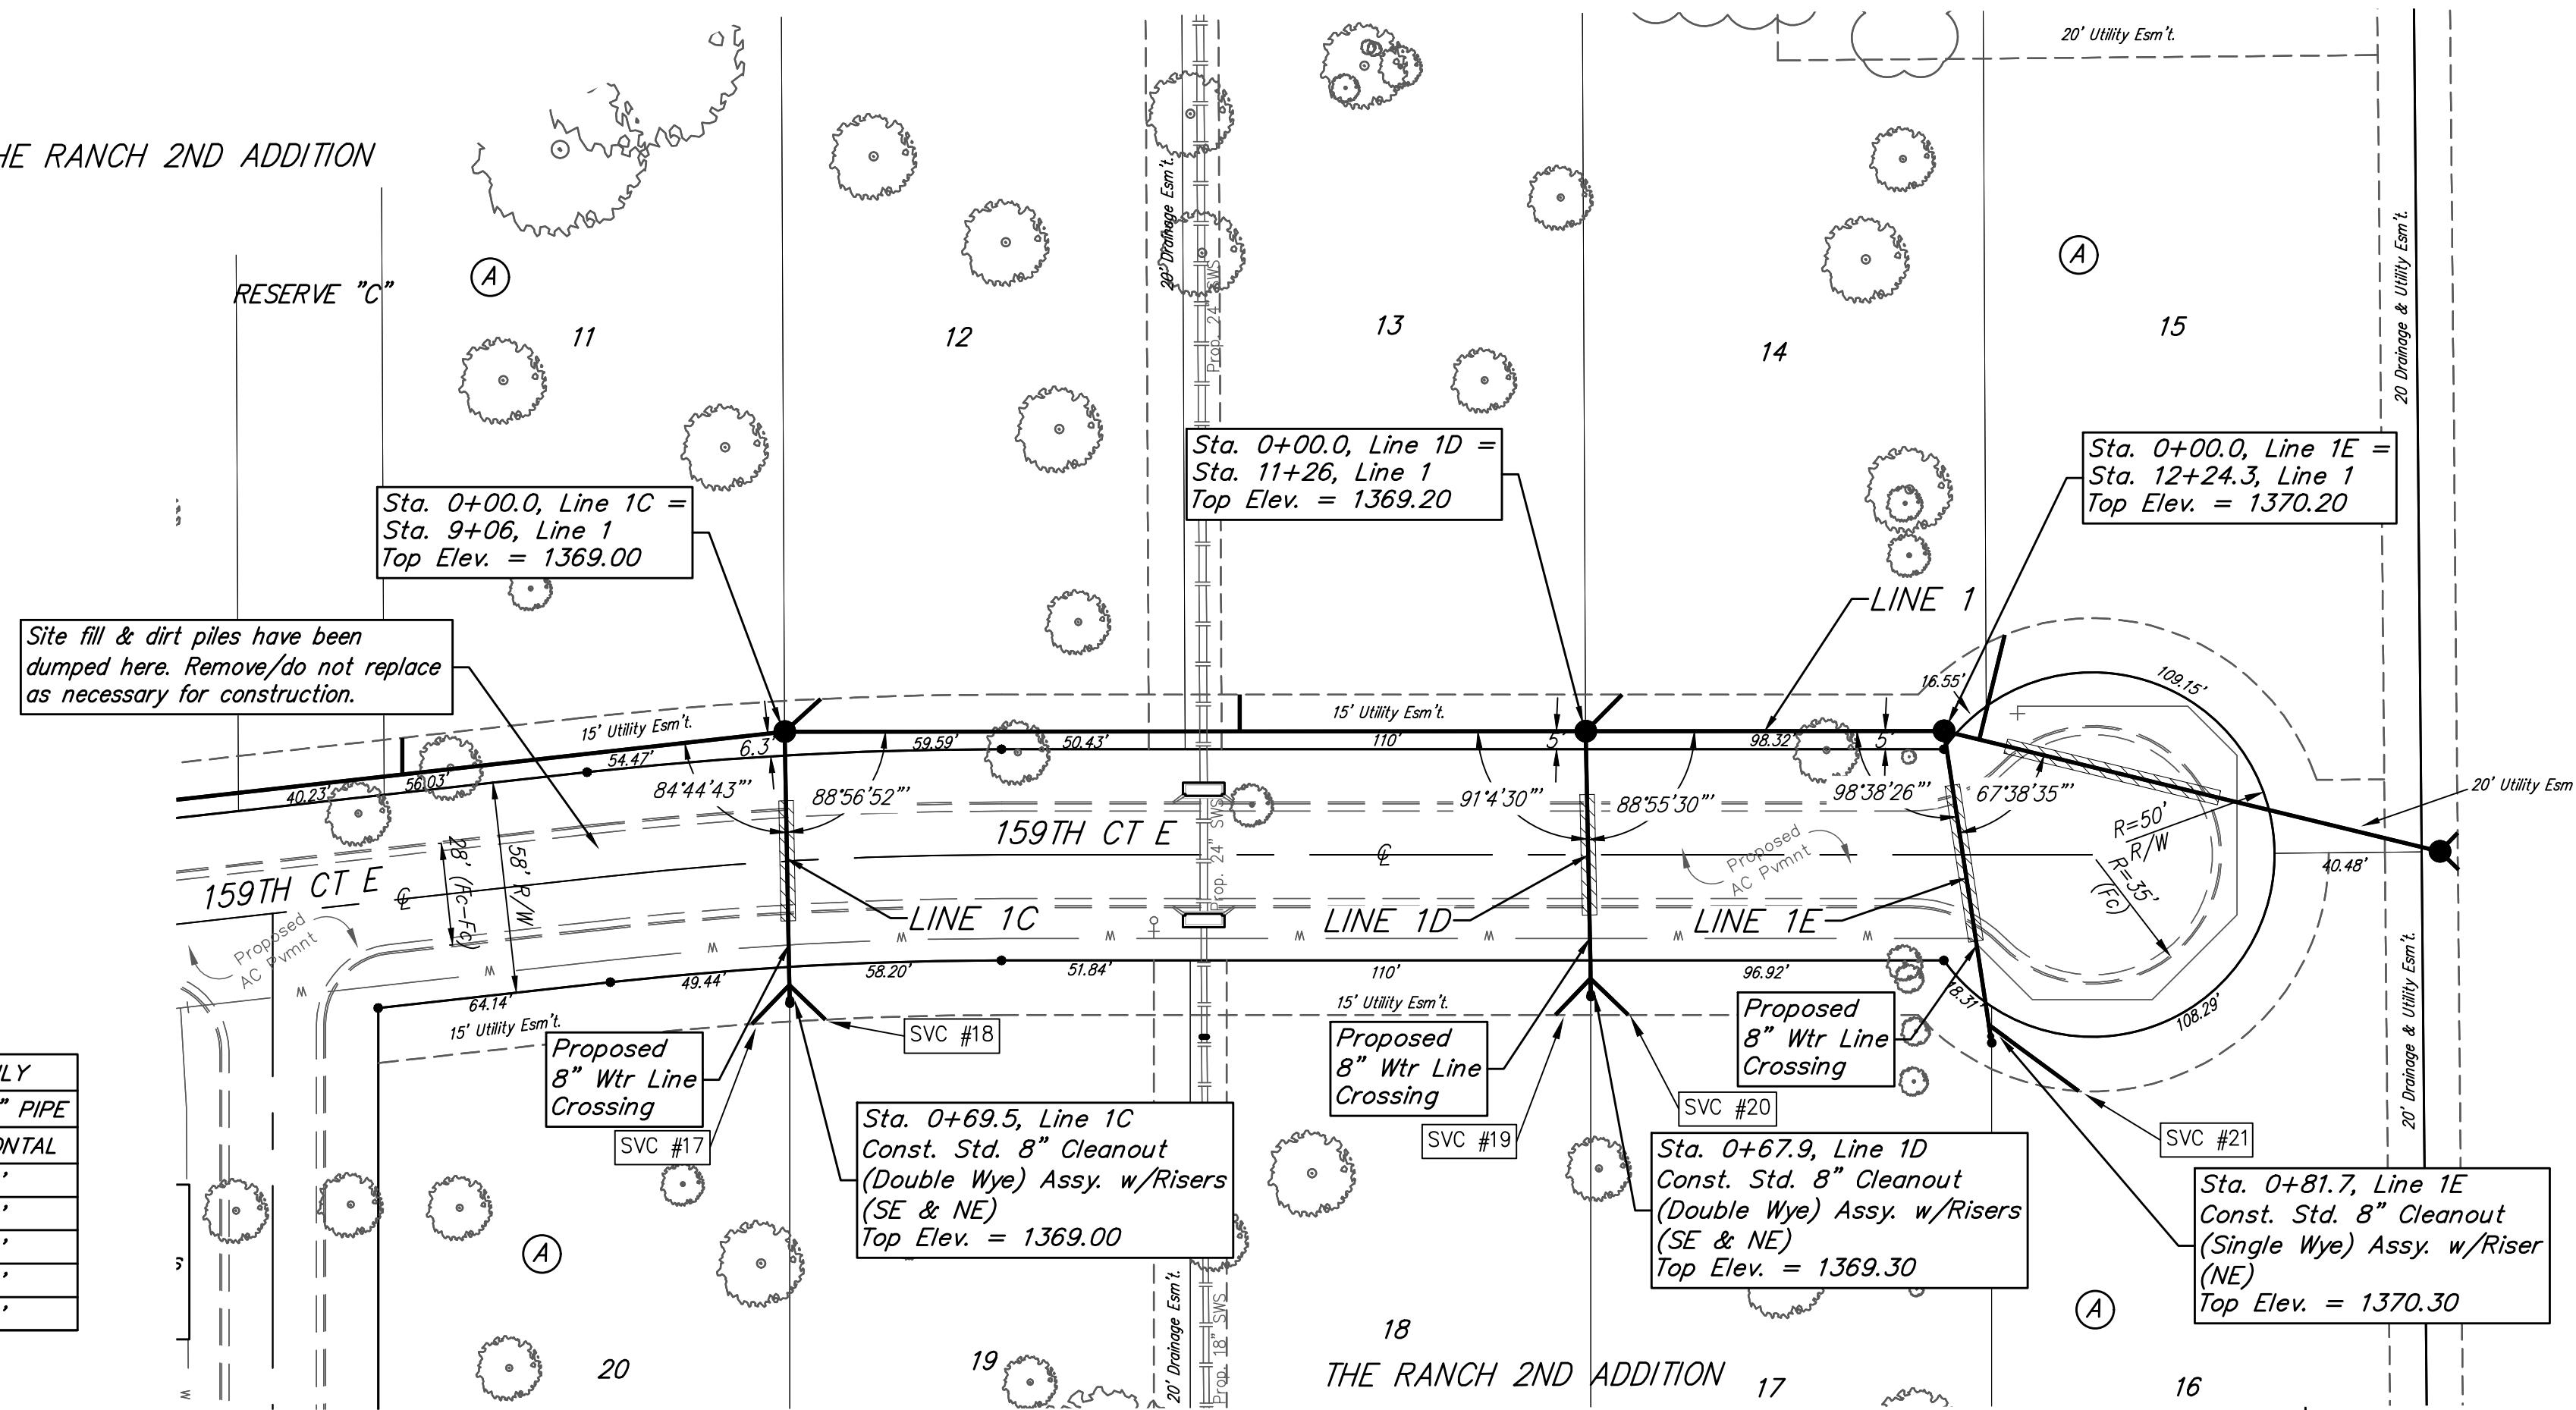 20' Utility Esm't.
HE RANCH 2ND ADDITION
RESERVE "C"
A
11
12
13
14
15
A
20' Drainage Esm't.
Prop. 24" SWS
20 Drainage & Utility Esm't.
Sta. 0+00.0, Line 1C =
Sta. 9+06, Line 1
Top Elev. = 1369.00
Sta. 0+00.0, Line 1D =
Sta. 11+26, Line 1
Top Elev. = 1369.20
Sta. 0+00.0, Line 1E =
Sta. 12+24.3, Line 1
Top Elev. = 1370.20
LINE 1
Site fill & dirt piles have been
dumped here. Remove/do not replace
as necessary for construction.
15' Utility Esm't.
15' Utility Esm't.
16.55'
109.15'
40.23'
56.03'
54.47'
6.3'
59.59'
50.43'
110'
5'
98.32'
5'
84°44'43"'
88°56'52"'
91°4'30"'
88°55'30"'
98°38'26"'
67°38'35"'
20' Utility Esm
159TH CT E
159TH CT E
℄
℄
28' (Fc-Fc)
58' R/W
Prop. 24" SWS
Proposed
AC Pvmnt
Proposed
AC Pvmnt
R=50'
R/W
R=35'
(Fc)
40.48'
LINE 1C
LINE 1D
LINE 1E
W
W
W
W
W
W
W
W
W
W
64.14'
49.44'
58.20'
51.84'
110'
96.92'
18.31'
108.29'
15' Utility Esm't.
15' Utility Esm't.
20' Drainage & Utility Esm't.
Proposed
8" Wtr Line
Crossing
SVC #17
SVC #18
Proposed
8" Wtr Line
Crossing
SVC #19
SVC #20
Proposed
8" Wtr Line
Crossing
SVC #21
Sta. 0+69.5, Line 1C
Const. Std. 8" Cleanout
(Double Wye) Assy. w/Risers
(SE & NE)
Top Elev. = 1369.00
Sta. 0+67.9, Line 1D
Const. Std. 8" Cleanout
(Double Wye) Assy. w/Risers
(SE & NE)
Top Elev. = 1369.30
Sta. 0+81.7, Line 1E
Const. Std. 8" Cleanout
(Single Wye) Assy. w/Riser
(NE)
Top Elev. = 1370.30
LY
" PIPE
ONTAL
'
'
'
'
'
S
A
A
20' Drainage Esm't.
Prop. 18" SWS
20
19
18
17
16
THE RANCH 2ND ADDITION